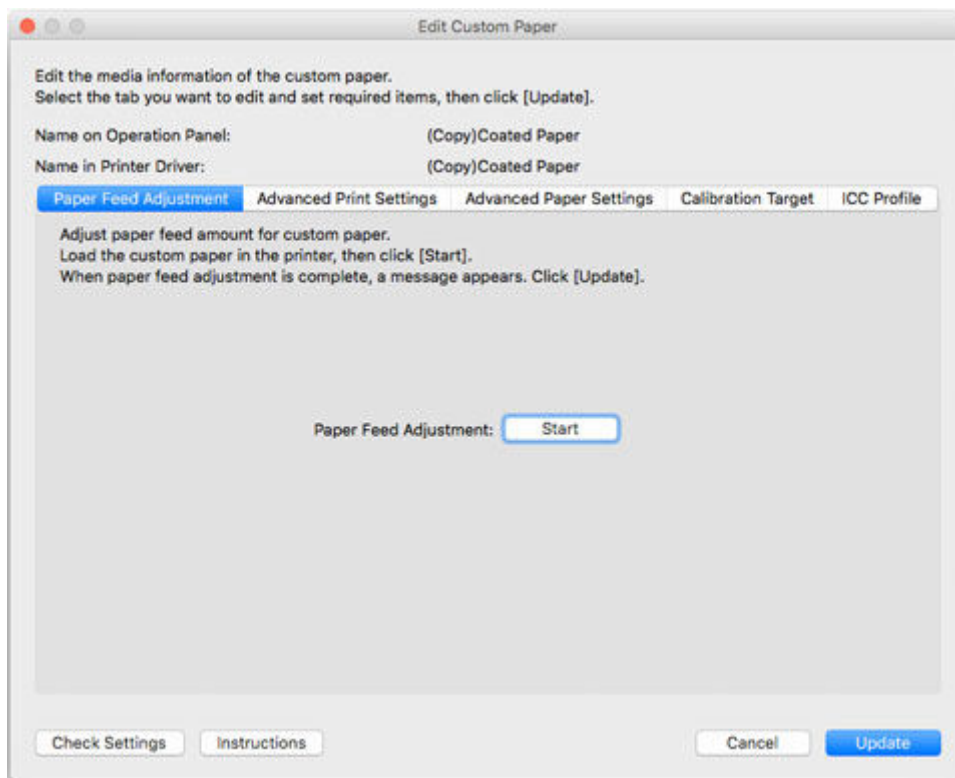 Edit Custom Paper
Edit the media information of the custom paper.
Select the tab you want to edit and set required items, then click [Update].
Name on Operation Panel: (Copy)Coated Paper
Name in Printer Driver: (Copy)Coated Paper
Paper Feed Adjustment Advanced Print Settings Advanced Paper Settings Calibration Target ICC Profile
Adjust paper feed amount for custom paper.
Load the custom paper in the printer, then click [Start].
When paper feed adjustment is complete, a message appears. Click [Update].
Paper Feed Adjustment: Start
Check Settings Instructions Cancel Update